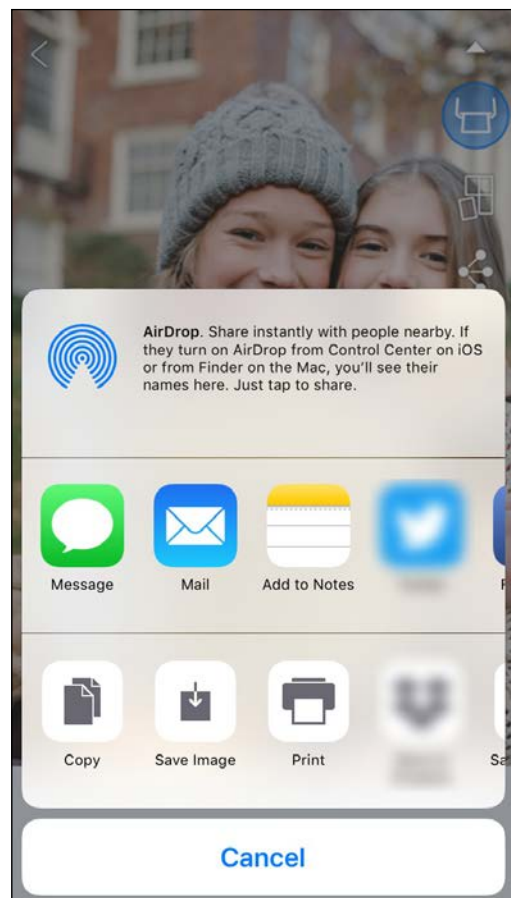 AirDrop. Share instantly with people nearby. If
they turn on AirDrop from Control Center on iOS
or from Finder on the Mac, you’ll see their
names here. Just tap to share.
Message
Mail
Add to Notes
Copy
Save Image
Print
Cancel